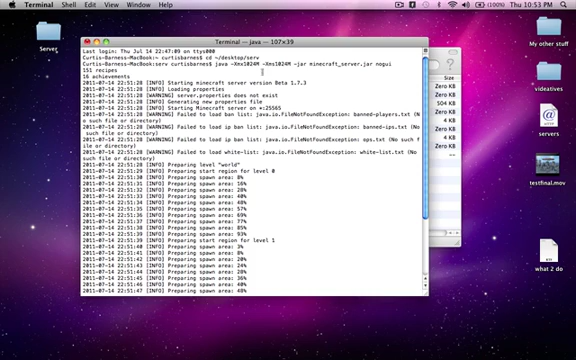 Terminal Shell Edit View Window Help
(100%) Thu 10:53 PM
Server
My other stuff
videatives
servers
testfinal.mov
what 2 do
Size
Zero KB
Zero KB
504 KB
4 KB
Zero KB
4 KB
Zero KB
Zero KB
Zero KB
--
Terminal — java — 107×39
Last login: Thu Jul 14 22:47:09 on ttys000
Curtis-Barness-MacBook:~ curtisbarness$ cd ~/desktop/serv
Curtis-Barness-MacBook:serv curtisbarness$ java -Xmx1024M -Xms1024M -jar minecraft_server.jar nogui
151 recipes
16 achievements
2011-07-14 22:51:28 [INFO] Starting minecraft server version Beta 1.7.3
2011-07-14 22:51:28 [INFO] Loading properties
2011-07-14 22:51:28 [WARNING] server.properties does not exist
2011-07-14 22:51:28 [INFO] Generating new properties file
2011-07-14 22:51:28 [INFO] Starting Minecraft server on *:25565
2011-07-14 22:51:28 [WARNING] Failed to load ban list: java.io.FileNotFoundException: banned-players.txt (N
o such file or directory)
2011-07-14 22:51:28 [WARNING] Failed to load ip ban list: java.io.FileNotFoundException: banned-ips.txt (No
such file or directory)
2011-07-14 22:51:28 [WARNING] Failed to load ip ban list: java.io.FileNotFoundException: ops.txt (No such f
ile or directory)
2011-07-14 22:51:28 [WARNING] Failed to load white-list: java.io.FileNotFoundException: white-list.txt (No
such file or directory)
2011-07-14 22:51:28 [INFO] Preparing level "world"
2011-07-14 22:51:29 [INFO] Preparing start region for level 0
2011-07-14 22:51:30 [INFO] Preparing spawn area: 8%
2011-07-14 22:51:31 [INFO] Preparing spawn area: 16%
2011-07-14 22:51:32 [INFO] Preparing spawn area: 28%
2011-07-14 22:51:33 [INFO] Preparing spawn area: 40%
2011-07-14 22:51:34 [INFO] Preparing spawn area: 48%
2011-07-14 22:51:35 [INFO] Preparing spawn area: 57%
2011-07-14 22:51:36 [INFO] Preparing spawn area: 69%
2011-07-14 22:51:37 [INFO] Preparing spawn area: 77%
2011-07-14 22:51:38 [INFO] Preparing spawn area: 85%
2011-07-14 22:51:39 [INFO] Preparing spawn area: 93%
2011-07-14 22:51:39 [INFO] Preparing start region for level 1
2011-07-14 22:51:40 [INFO] Preparing spawn area: 3%
2011-07-14 22:51:41 [INFO] Preparing spawn area: 8%
2011-07-14 22:51:42 [INFO] Preparing spawn area: 20%
2011-07-14 22:51:43 [INFO] Preparing spawn area: 24%
2011-07-14 22:51:44 [INFO] Preparing spawn area: 28%
2011-07-14 22:51:45 [INFO] Preparing spawn area: 36%
2011-07-14 22:51:46 [INFO] Preparing spawn area: 40%
2011-07-14 22:51:47 [INFO] Preparing spawn area: 48%